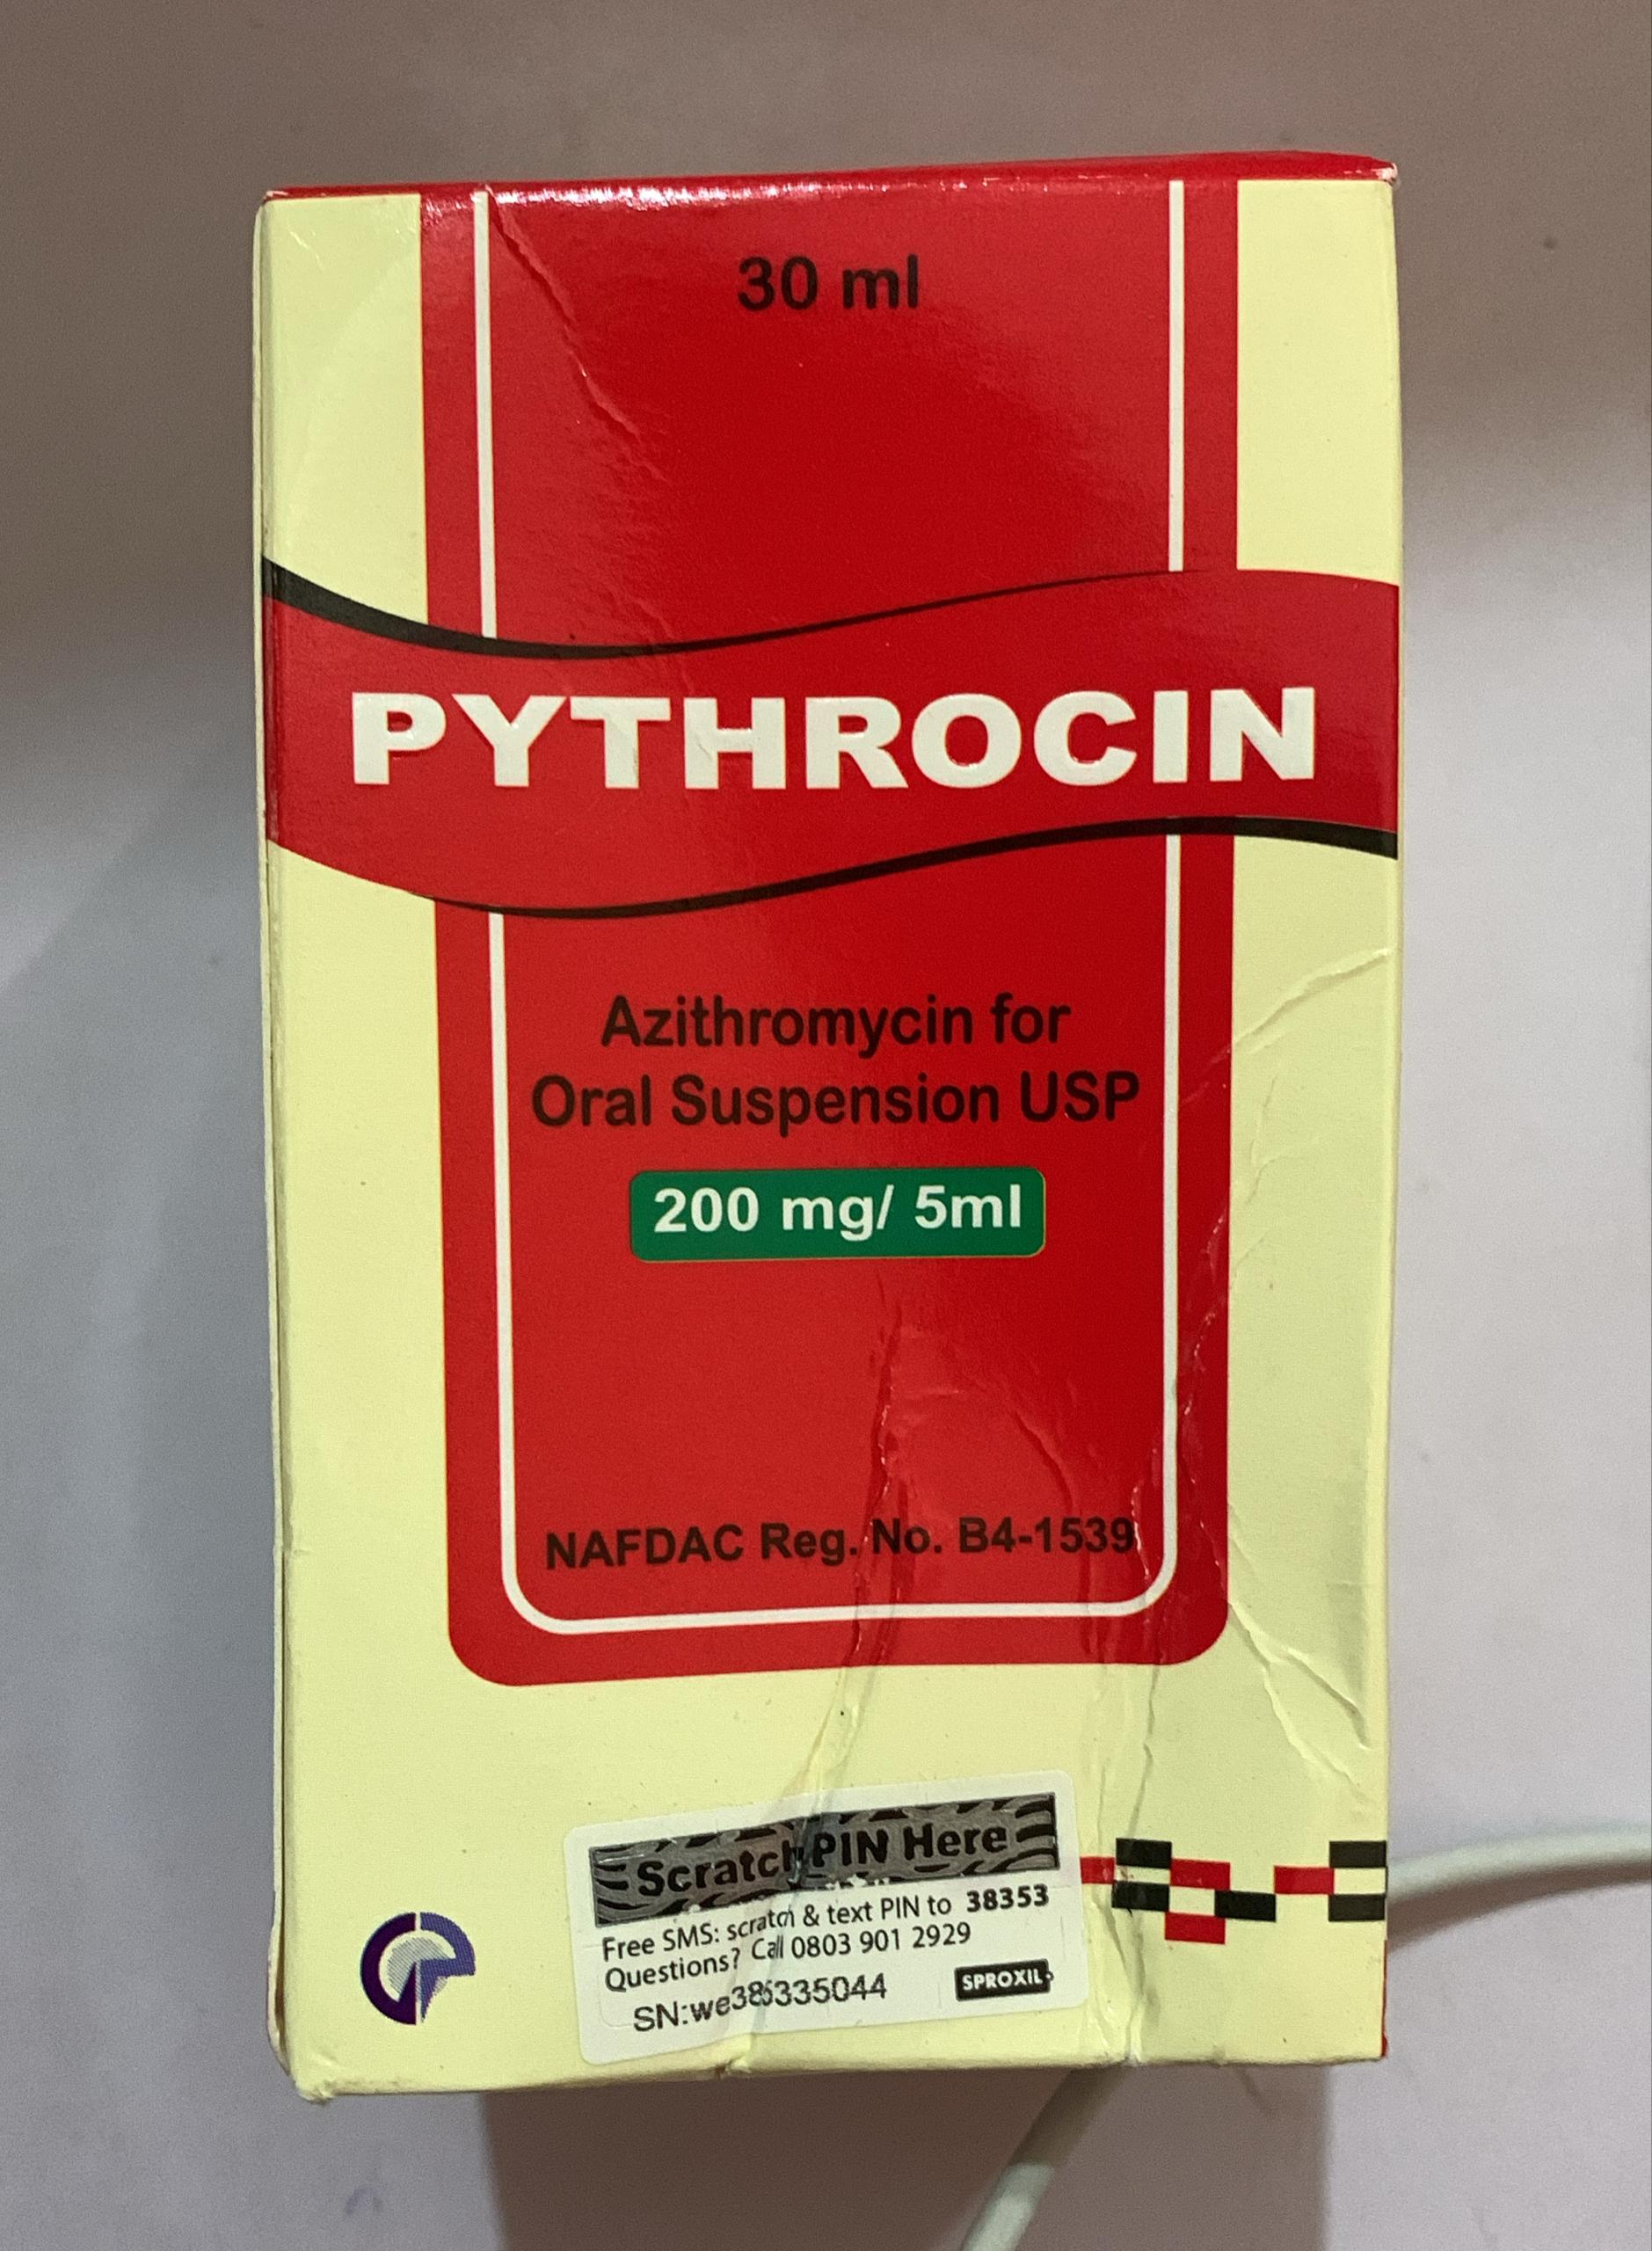 30 ml
PYTHROCIN
Azithromycin for
Oral Suspension USP
200 mg/ 5ml
NAFDAC Reg. No. B4-1539
Scratch PIN Here
Free SMS: scratch & text PIN to 38353
Questions? Call 0803 901 2929
SN:
SPROXIL